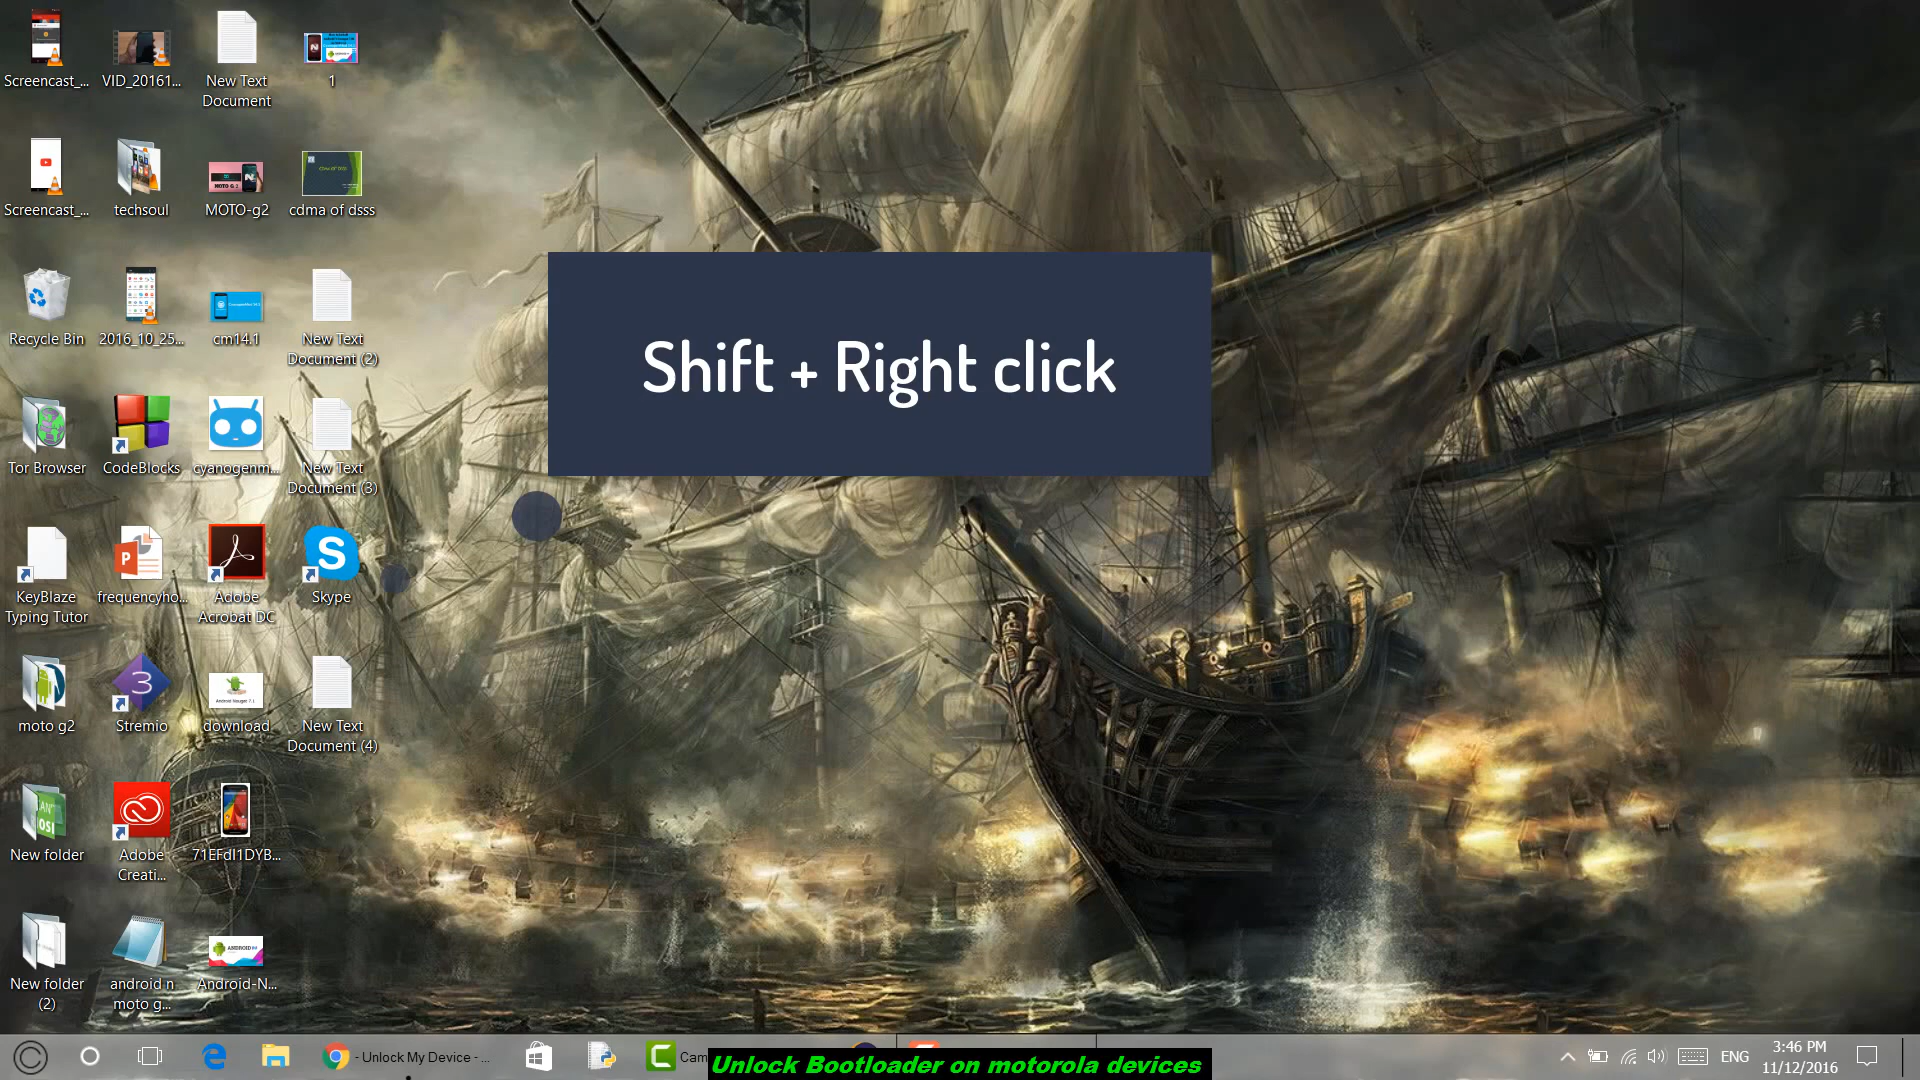 Screencast_...
VID_20161...
New Text
Document
1
Screencast_...
techsoul
MOTO-g2
cdma of dsss
Recycle Bin
2016_10_25...
cm14.1
New Text
Document (2)
Shift + Right click
Tor Browser
CodeBlocks
cyanogenm...
New Text
Document (3)
KeyBlaze
Typing Tutor
frequencyho...
Adobe
Acrobat DC
Skype
moto g2
Stremio
download
New Text
Document (4)
New folder
Adobe
Creati...
71EFdI1DYB...
New folder
(2)
android n
moto g...
Android-N...
- Unlock My Device - ...
Cam
Unlock Bootloader on motorola devices
ENG
3:46 PM
11/12/2016